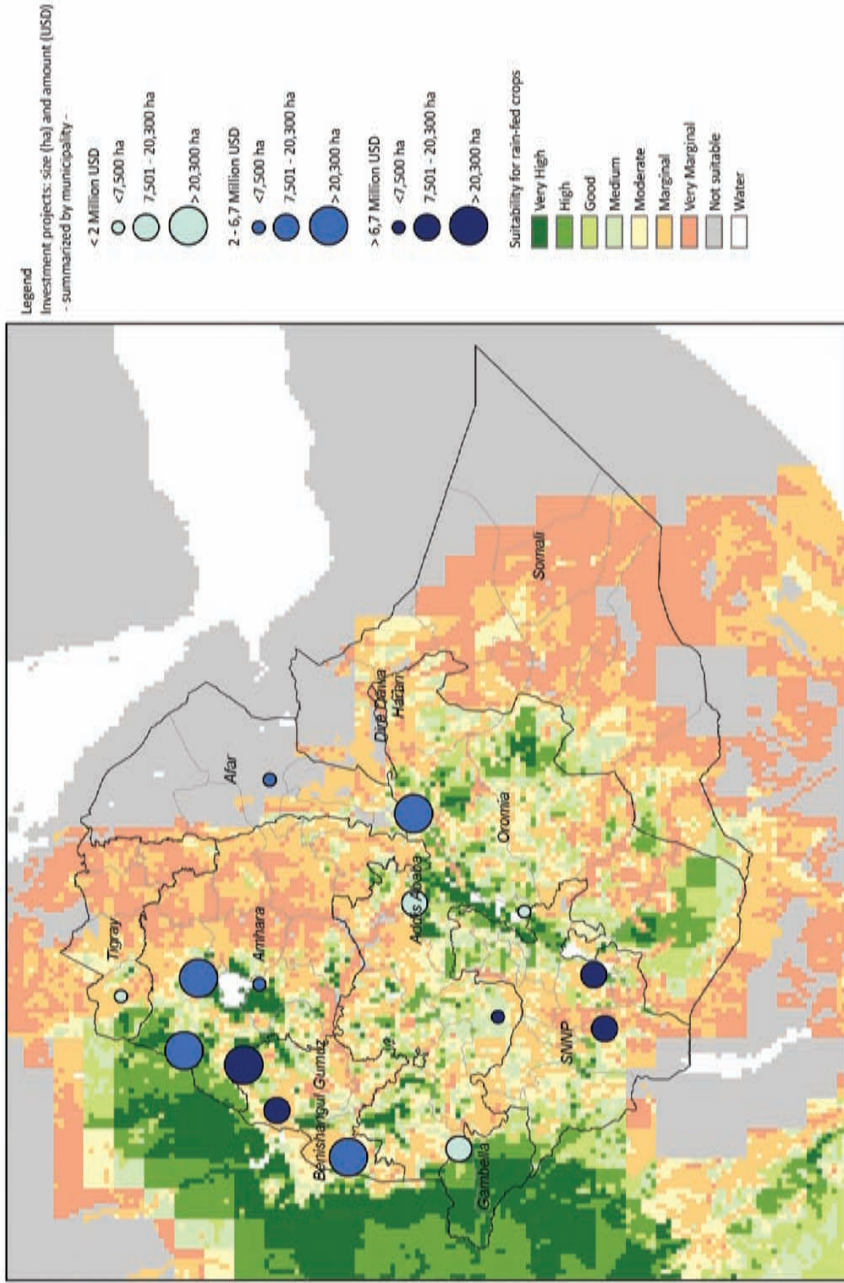 Legend
Investment projects: size (ha) and amount (USD)
- summarized by municipality -
< 2 Million USD
<7,500 ha
7,501 - 20,300 ha
> 20,300 ha
2 - 6,7 Million USD
<7,500 ha
7,501 - 20,300 ha
> 20,300 ha
> 6,7 Million USD
<7,500 ha
7,501 - 20,300 ha
> 20,300 ha
Suitability for rain-fed crops
Very High
High
Good
Medium
Moderate
Marginal
Very Marginal
Not suitable
Water
Tigray
Afar
Amhara
Benishangul Gumuz
Dire Dawa
Harari
Addis Ababa
Oromia
Somali
Gambella
SNNP